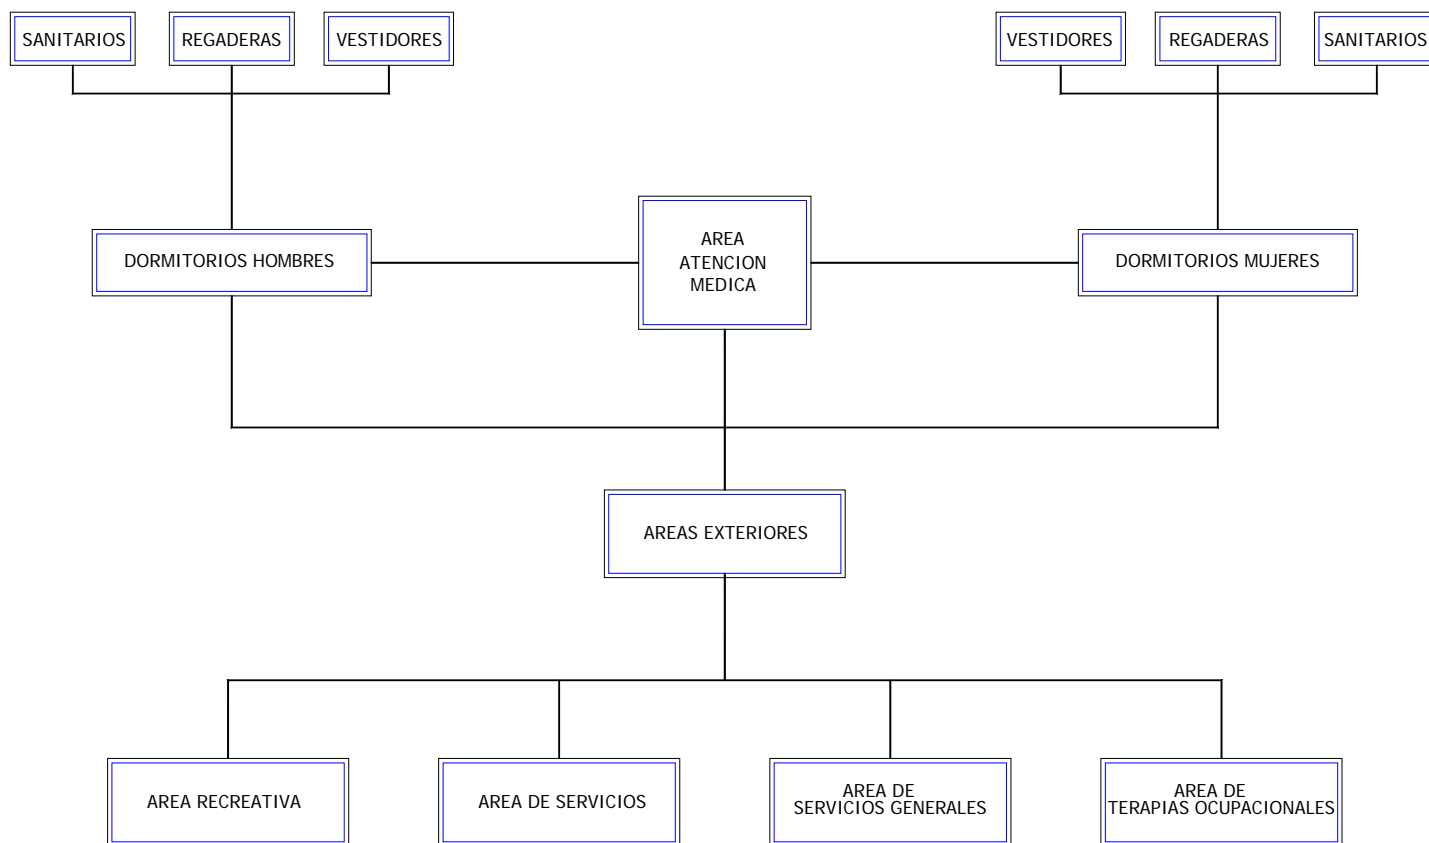 SANITARIOS
REGADERAS
VESTIDORES
VESTIDORES
REGADERAS
SANITARIOS
DORMITORIOS HOMBRES
AREA
ATENCION
MEDICA
DORMITORIOS MUJERES
AREAS EXTERIORES
AREA RECREATIVA
AREA DE SERVICIOS
AREA DE
SERVICIOS GENERALES
AREA DE
TERAPIAS OCUPACIONALES